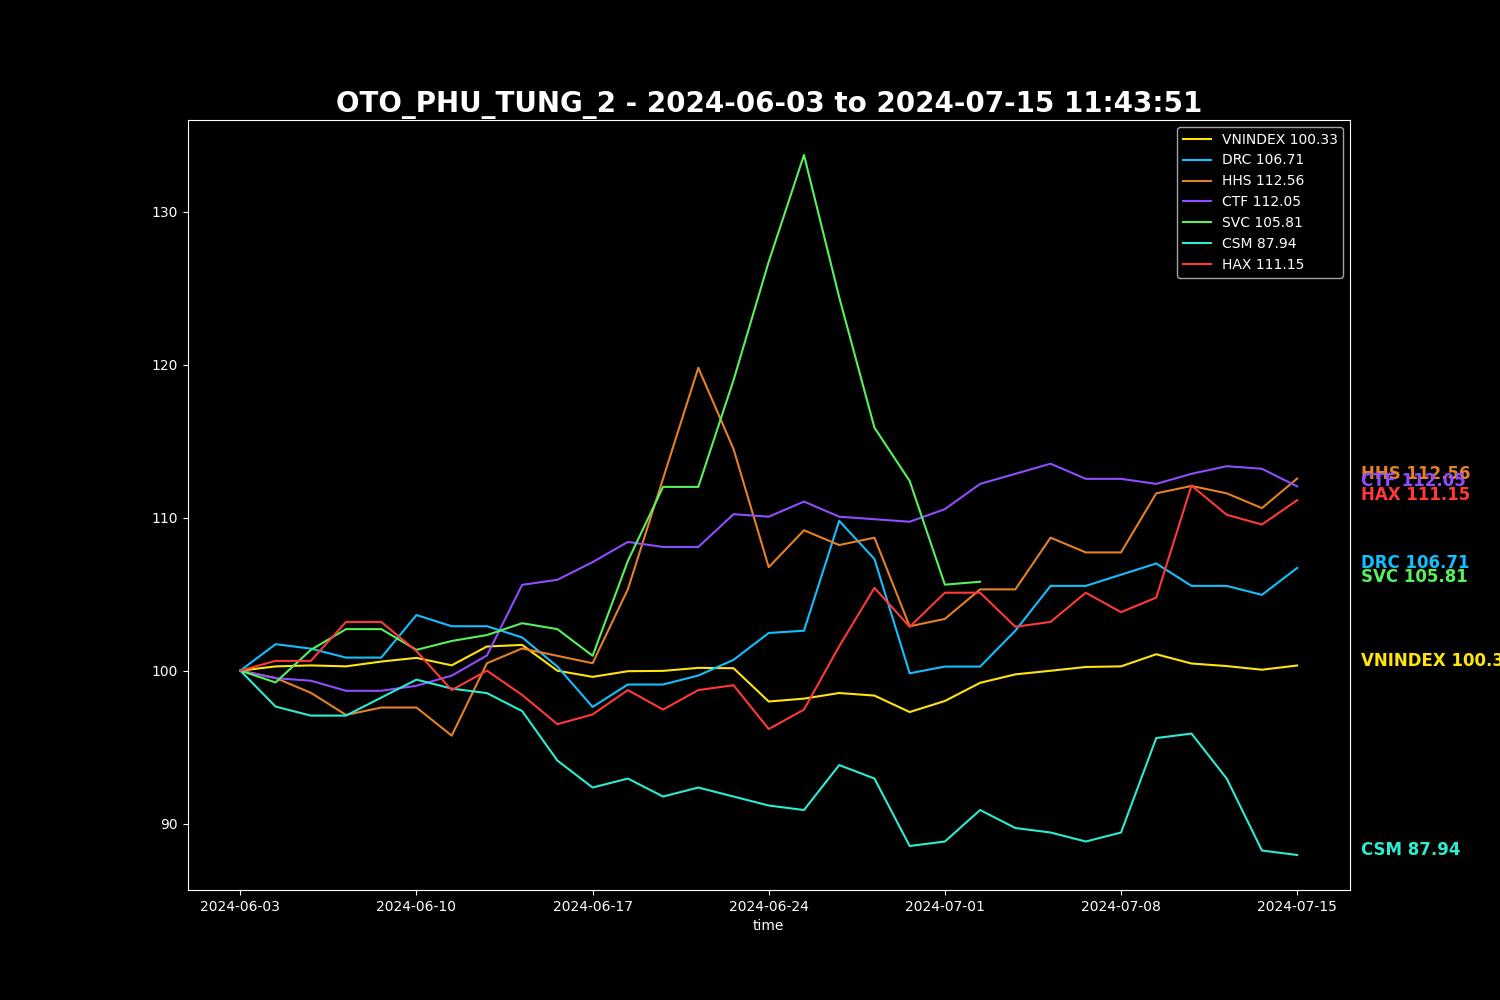 OTO_PHU_TUNG_2 - 2024-06-03 to 2024-07-15 11:43:51
VNINDEX 100.33
DRC 106.71
HHS 112.56
CTF 112.05
SVC 105.81
CSM 87.94
HAX 111.15
130
120
110
100
90
HHS 112.56
CTF 112.05
HAX 111.15
DRC 106.71
SVC 105.81
VNINDEX 100.3
CSM 87.94
2024-06-03
2024-06-10
2024-06-17
2024-06-24
2024-07-01
2024-07-08
2024-07-15
time